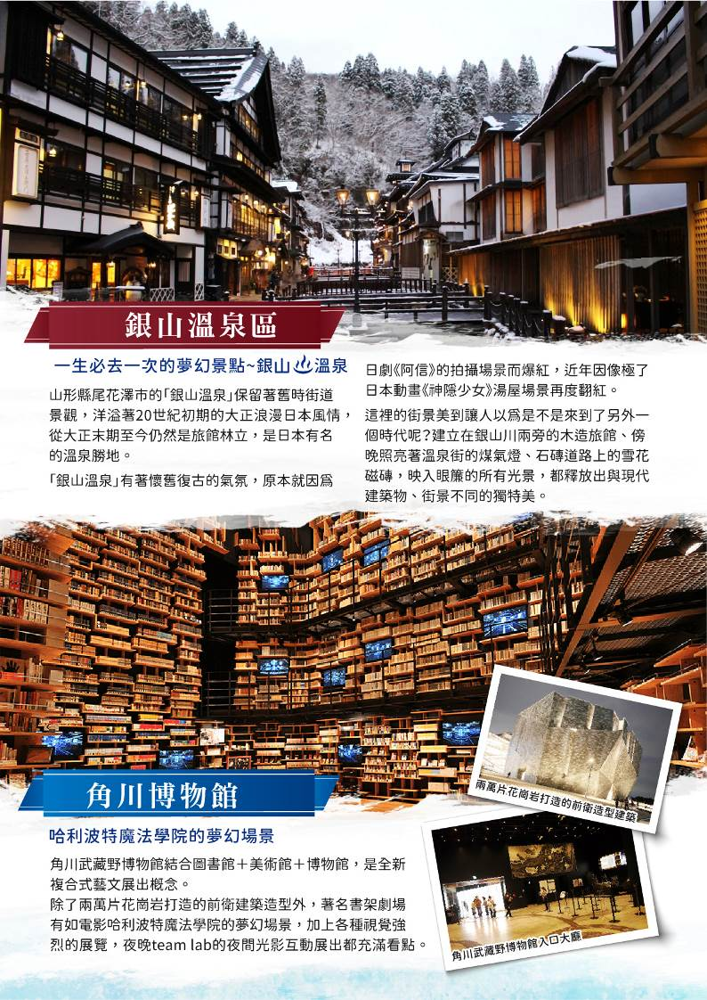 銀山溫泉區
一生必去一次的夢幻景點~銀山♨溫泉
山形縣尾花澤市的「銀山溫泉」保留著舊時街道
景觀，洋溢著20世紀初期的大正浪漫日本風情，
從大正末期至今仍然是旅館林立，是日本有名
的溫泉勝地。
「銀山溫泉」有著懷舊復古的氣氛，原本就因為
日劇《阿信》的拍攝場景而爆紅，近年因像極了
日本動畫《神隱少女》湯屋場景再度翻紅。
這裡的街景美到讓人以為是不是來到了另外一
個時代呢？建立在銀山川兩旁的木造旅館、傍
晚照亮著溫泉街的煤氣燈、石磚道路上的雪花
磁磚，映入眼簾的所有光景，都釋放出與現代
建築物、街景不同的獨特美。
兩萬片花崗岩打造的前衛造型建築
角川博物館
哈利波特魔法學院的夢幻場景
角川武藏野博物館結合圖書館＋美術館＋博物館，是全新
複合式藝文展出概念。
除了兩萬片花崗岩打造的前衛建築造型外，著名書架劇場
有如電影哈利波特魔法學院的夢幻場景，加上各種視覺強
烈的展覽，夜晚team lab的夜間光影互動展出都充滿看點。
角川武藏野博物館入口大廳